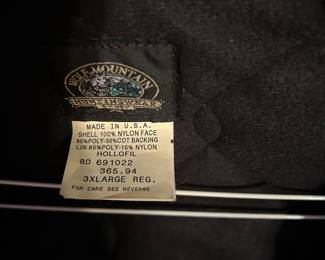 WOLF MOUNTAIN
MADE IN U.S.A.
SHELL 100% NYLON FACE
65%POLY-35%COT BACKING
LIN 85%POLY-15% NYLON
HOLLOFIL
BD 691022
365.94
3XLARGE REG.
FOR CARE SEE REVERSE